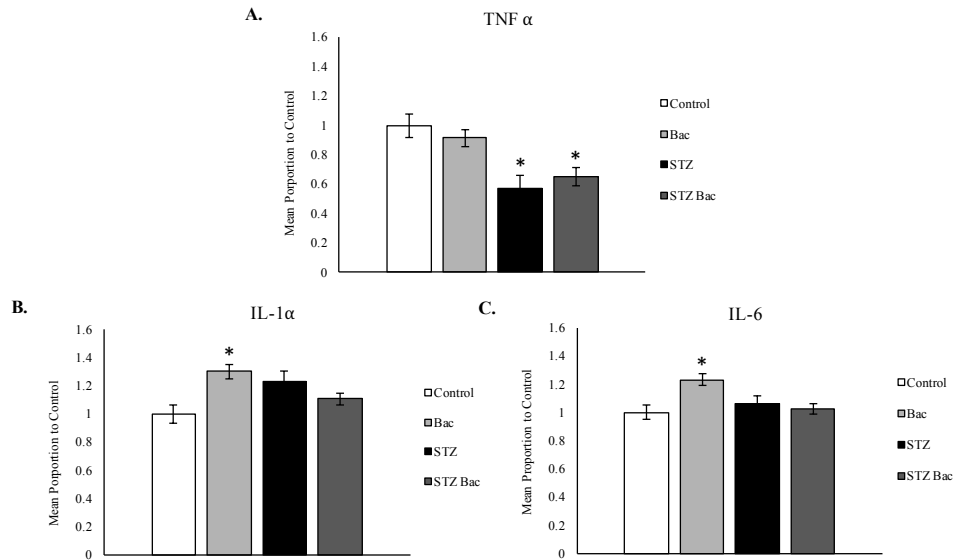 A.
TNF α
Mean Porportion to Control
1.6
1.4
1.2
1
0.8
0.6
0.4
0.2
0
*
*
Control
Bac
STZ
STZ Bac
B.
IL-1α
Mean Porportion to Control
1.6
1.4
1.2
1
0.8
0.6
0.4
0.2
0
*
Control
Bac
STZ
STZ Bac
C.
IL-6
Mean Proportion to Control
1.6
1.4
1.2
1
0.8
0.6
0.4
0.2
0
*
Control
Bac
STZ
STZ Bac